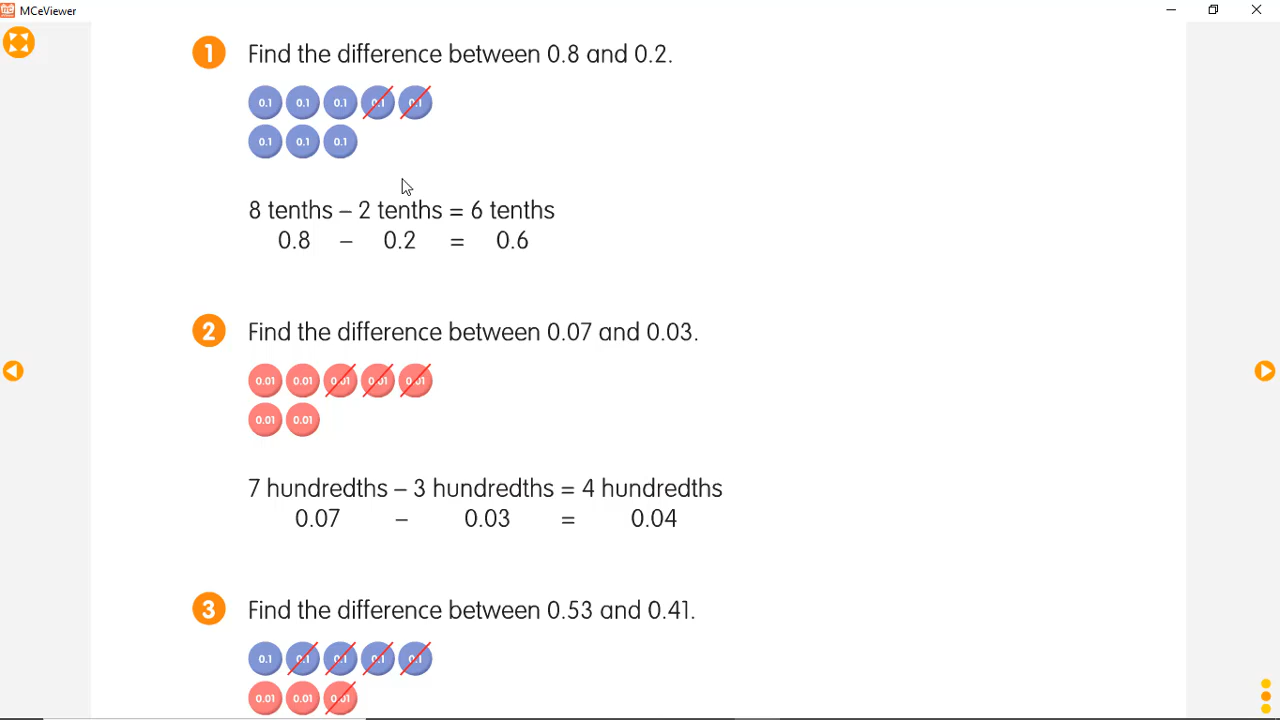 MCeViewer
1 Find the difference between 0.8 and 0.2.
0.1 0.1 0.1 0.1 0.1
0.1 0.1 0.1
8 tenths – 2 tenths = 6 tenths
0.8 – 0.2 = 0.6
2 Find the difference between 0.07 and 0.03.
0.01 0.01 0.01 0.01 0.01
0.01 0.01
7 hundredths – 3 hundredths = 4 hundredths
0.07 – 0.03 = 0.04
3 Find the difference between 0.53 and 0.41.
0.1 0.1 0.1 0.1 0.1
0.01 0.01 0.01